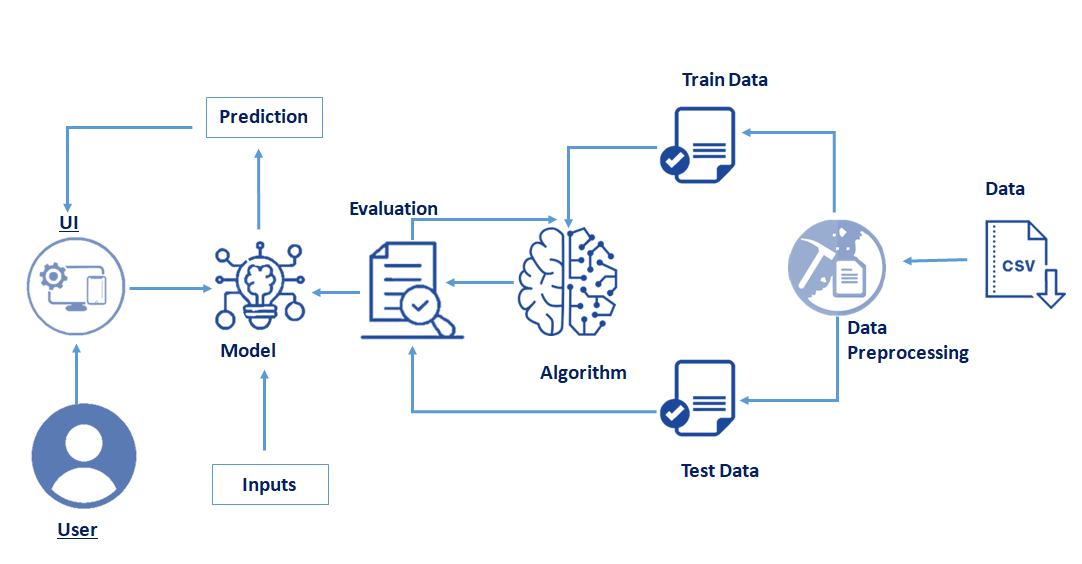 Train Data
Prediction
Data
Evaluation
UI
CSV
Data
Preprocessing
Model
Algorithm
Test Data
Inputs
User